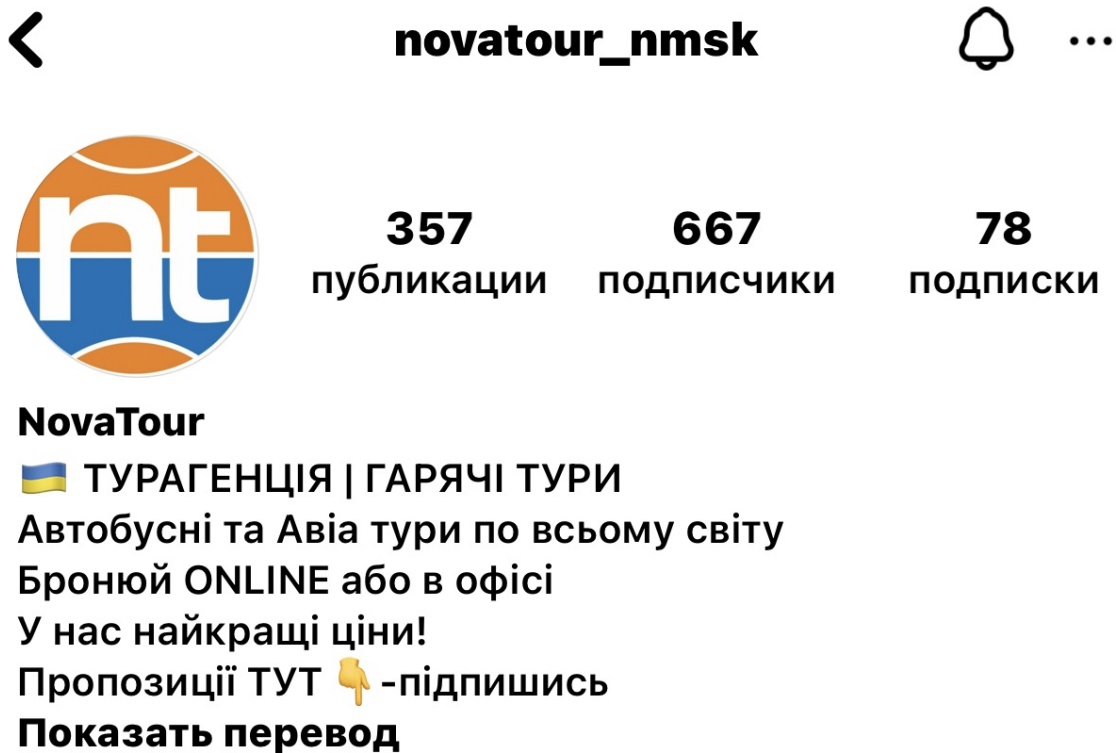 novatour_nmsk
nt
357 667 78
публикации подписчики подписки
NovaTour
🇺🇦 ТУРАГЕНЦІЯ | ГАРЯЧІ ТУРИ
Автобусні та Авіа тури по всьому світу
Бронюй ONLINE або в офісі
У нас найкращі ціни!
Пропозиції ТУТ 👇-підпишись
Показать перевод